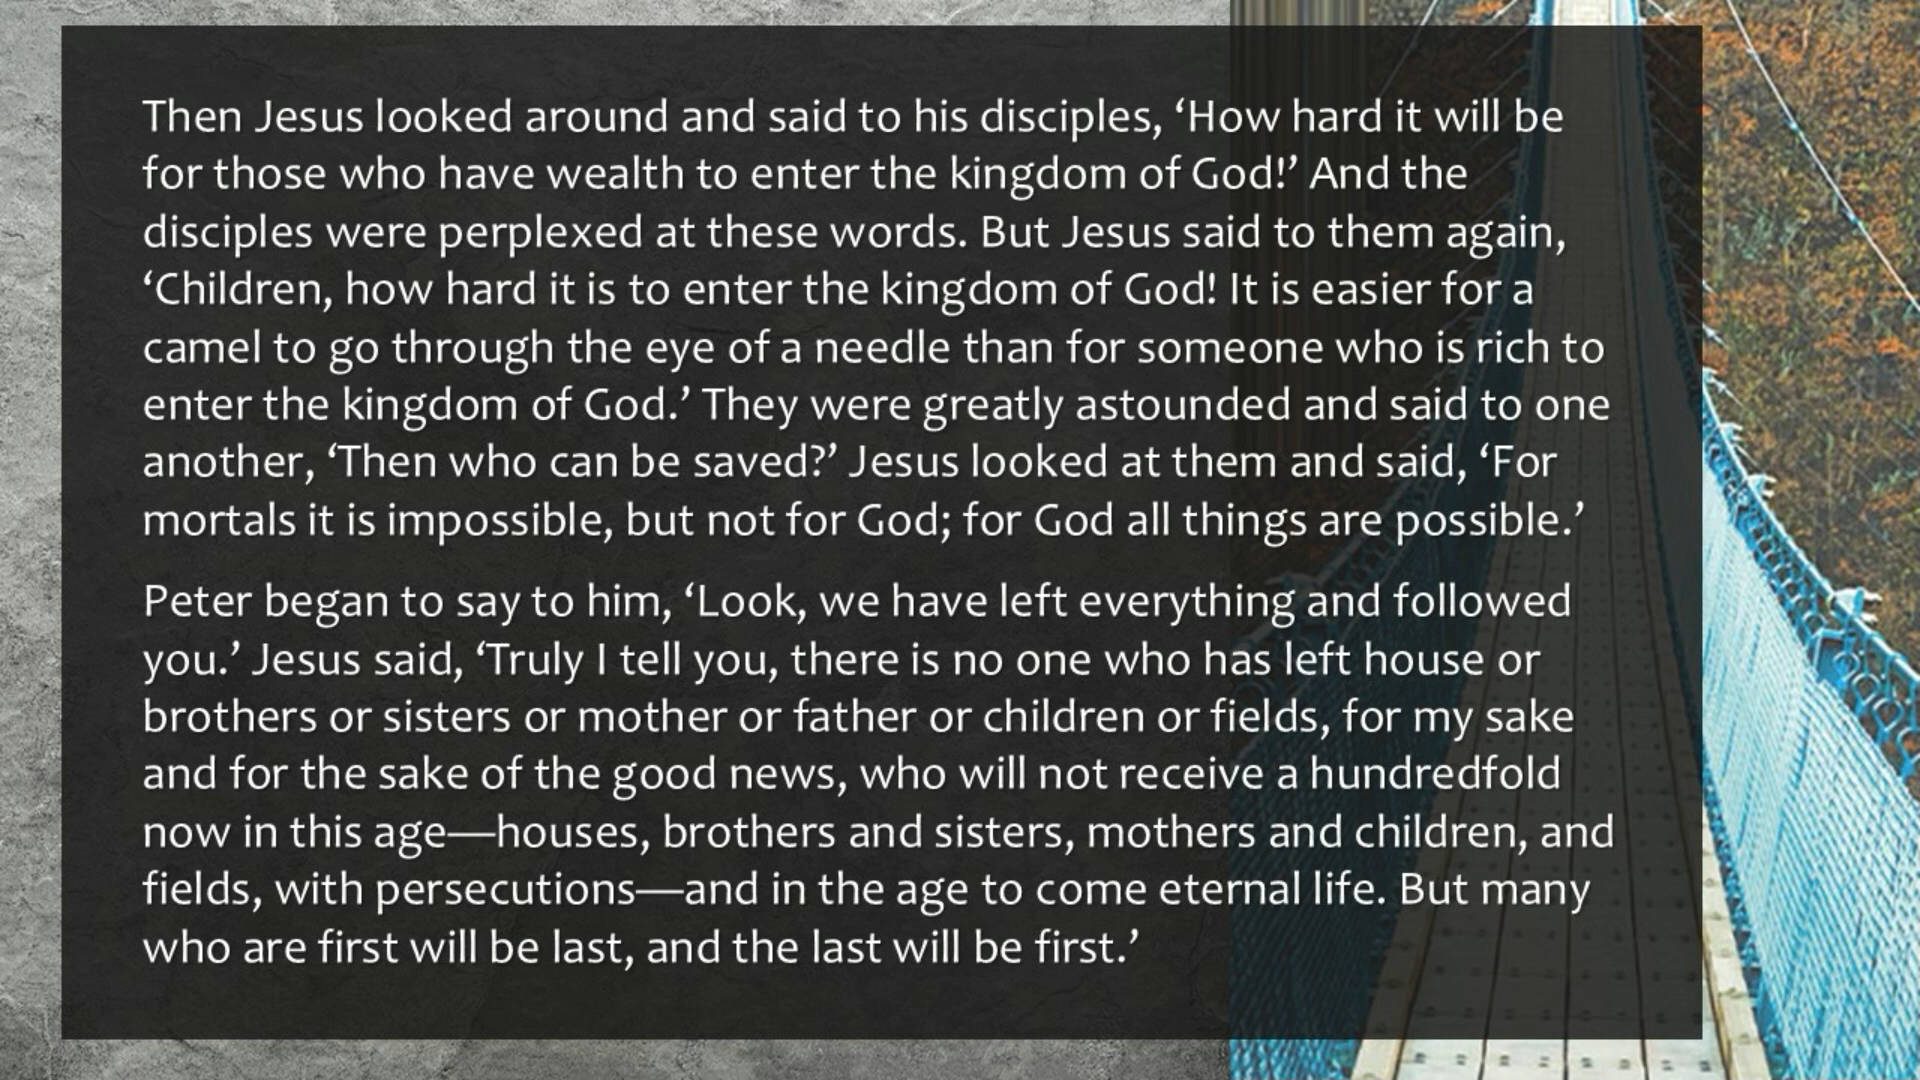 Then Jesus looked around and said to his disciples, ‘How hard it will be
for those who have wealth to enter the kingdom of God!’ And the
disciples were perplexed at these words. But Jesus said to them again,
‘Children, how hard it is to enter the kingdom of God! It is easier for a
camel to go through the eye of a needle than for someone who is rich to
enter the kingdom of God.’ They were greatly astounded and said to one
another, ‘Then who can be saved?’ Jesus looked at them and said, ‘For
mortals it is impossible, but not for God; for God all things are possible.’
Peter began to say to him, ‘Look, we have left everything and followed
you.’ Jesus said, ‘Truly I tell you, there is no one who has left house or
brothers or sisters or mother or father or children or fields, for my sake
and for the sake of the good news, who will not receive a hundredfold
now in this age—houses, brothers and sisters, mothers and children, and
fields, with persecutions—and in the age to come eternal life. But many
who are first will be last, and the last will be first.’